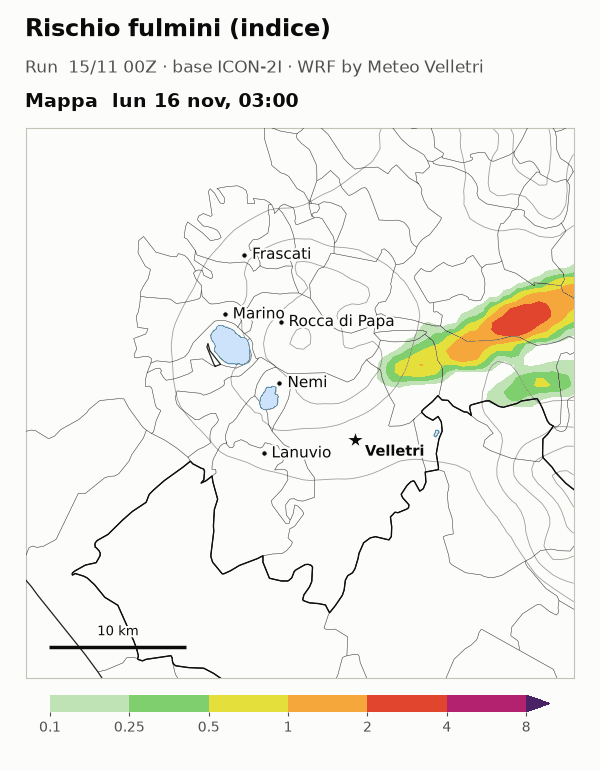 Rischio fulmini (indice)
Run  15/11 00Z · base ICON-2I · WRF by Meteo Velletri
Mappa  lun 16 nov, 03:00
Frascati
Marino
Rocca di Papa
Nemi
Velletri
Lanuvio
10 km
0.1 0.25 0.5 1 2 4 8